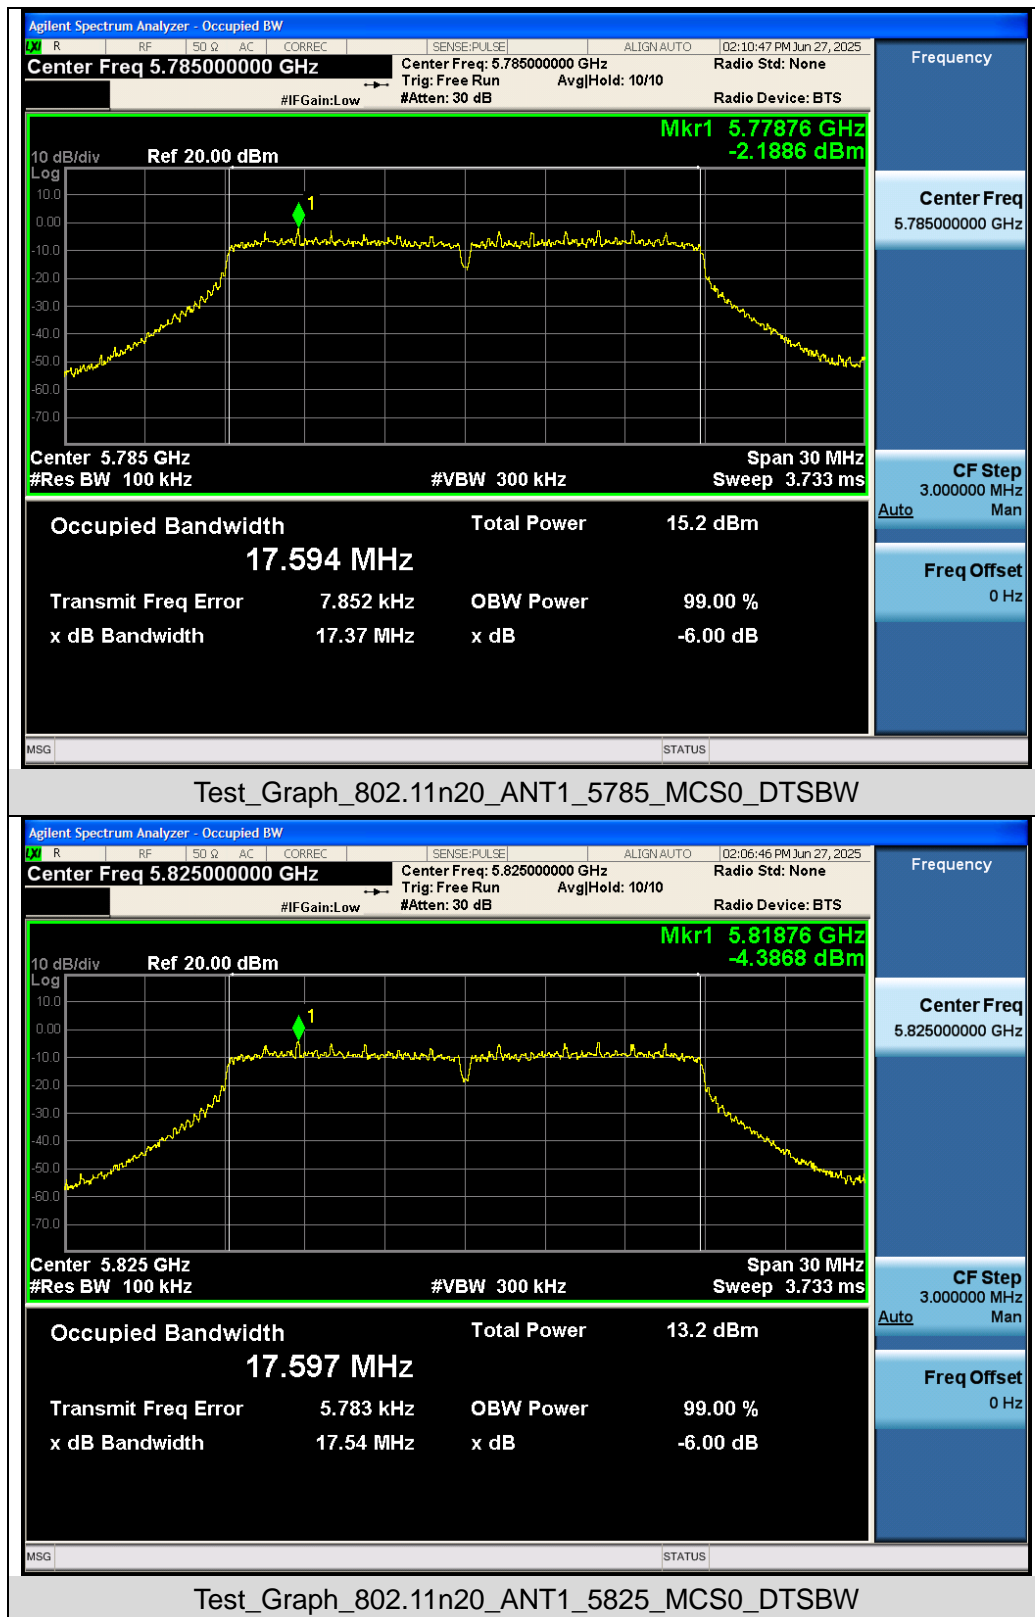 Agilent Spectrum Analyzer - Occupied BW
LXI R RF 50 Ω AC CORREC SENSE:PULSE ALIGN AUTO 02:10:47 PM Jun 27, 2025
Center Freq 5.785000000 GHz Center Freq: 5.785000000 GHz Radio Std: None
Trig: Free Run Avg|Hold: 10/10
#IFGain:Low #Atten: 30 dB Radio Device: BTS
Frequency
Mkr1 5.77876 GHz
-2.1886 dBm
10 dB/div Ref 20.00 dBm
Log
10.0
0.00
-10.0
-20.0
-30.0
-40.0
-50.0
-60.0
-70.0
1
Center 5.785 GHz Span 30 MHz
#Res BW 100 kHz #VBW 300 kHz Sweep 3.733 ms
Center Freq
5.785000000 GHz
CF Step
3.000000 MHz
Auto Man
Freq Offset
0 Hz
Occupied Bandwidth Total Power 15.2 dBm
17.594 MHz
Transmit Freq Error 7.852 kHz OBW Power 99.00 %
x dB Bandwidth 17.37 MHz x dB -6.00 dB
MSG STATUS
Test_Graph_802.11n20_ANT1_5785_MCS0_DTSBW
Agilent Spectrum Analyzer - Occupied BW
LXI R RF 50 Ω AC CORREC SENSE:PULSE ALIGN AUTO 02:06:46 PM Jun 27, 2025
Center Freq 5.825000000 GHz Center Freq: 5.825000000 GHz Radio Std: None
Trig: Free Run Avg|Hold: 10/10
#IFGain:Low #Atten: 30 dB Radio Device: BTS
Frequency
Mkr1 5.81876 GHz
-4.3868 dBm
10 dB/div Ref 20.00 dBm
Log
10.0
0.00
-10.0
-20.0
-30.0
-40.0
-50.0
-60.0
-70.0
1
Center 5.825 GHz Span 30 MHz
#Res BW 100 kHz #VBW 300 kHz Sweep 3.733 ms
Center Freq
5.825000000 GHz
CF Step
3.000000 MHz
Auto Man
Freq Offset
0 Hz
Occupied Bandwidth Total Power 13.2 dBm
17.597 MHz
Transmit Freq Error 5.783 kHz OBW Power 99.00 %
x dB Bandwidth 17.54 MHz x dB -6.00 dB
MSG STATUS
Test_Graph_802.11n20_ANT1_5825_MCS0_DTSBW